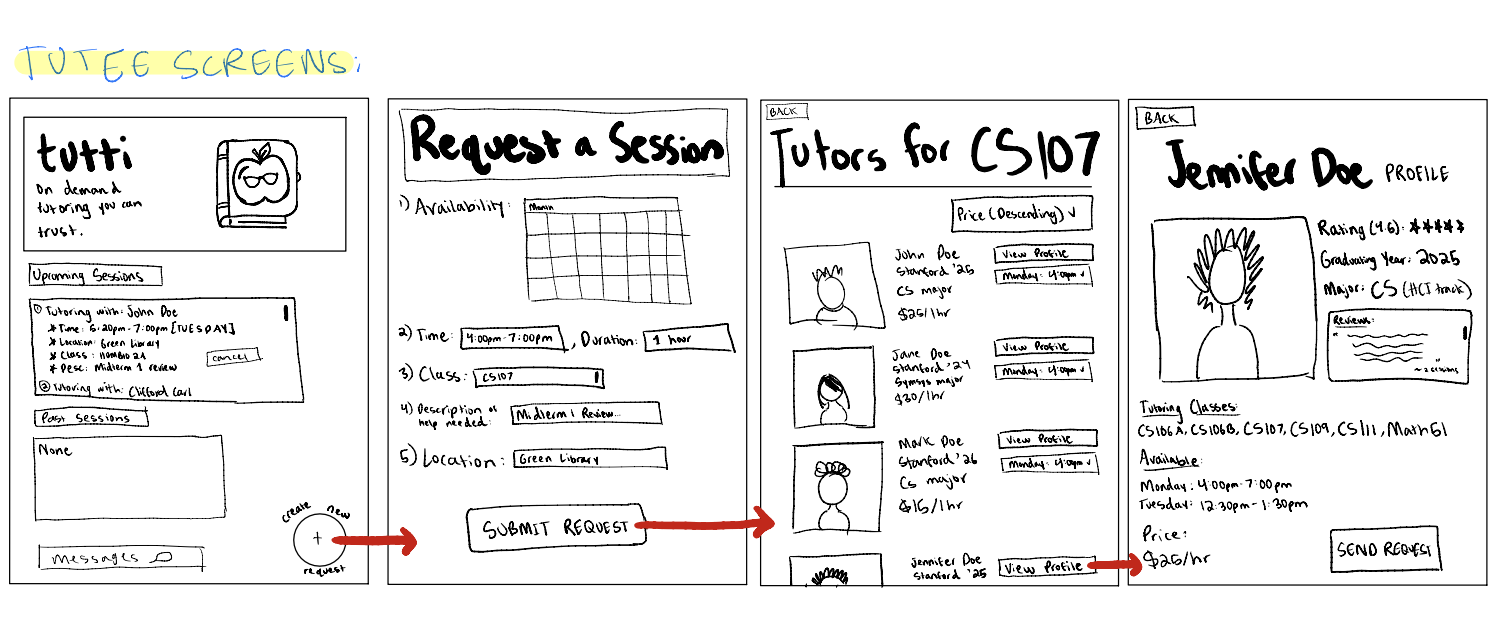 TUTEE SCREENS:
tutti
On demand
tutoring you can
trust.
Upcoming Sessions
① Tutoring with: John Doe
* Time: 5:20pm-7:00pm [TUESDAY]
* Location: Green Library
* Class: HUMBIO 2A
* Desc: Midterm 1 review
cancel
② Tutoring with: Clifford Carl
Past Sessions
None
create new
request
+
messages
Request a Session
1) Availability:
Month
2) Time: 4:00pm-7:00pm, Duration: 1 hour
3) Class: CS107
4) Description of
help needed: Midterm 1 Review...
5) Location: Green Library
SUBMIT REQUEST
BACK
Tutors for CS107
Price (Descending) v
John Doe
Stanford '25
CS major
$25/hr
View Profile
Monday: 4:00pm v
Jane Doe
Stanford '24
Symsys major
$30/hr
View Profile
Monday: 4:00pm v
Mark Doe
Stanford '26
CS major
$15/hr
View Profile
Monday: 4:00pm v
Jennifer Doe
Stanford '25
View Profile
BACK
Jennifer Doe PROFILE
Rating (4.6): *****
Graduating Year: 2025
Major: CS (HCI track)
Reviews:
Tutoring Classes:
CS106A, CS106B, CS107, CS109, CS111, Math51
Available:
Monday: 4:00pm-7:00pm
Tuesday: 12:30pm-1:30pm
Price:
$25/hr
SEND REQUEST